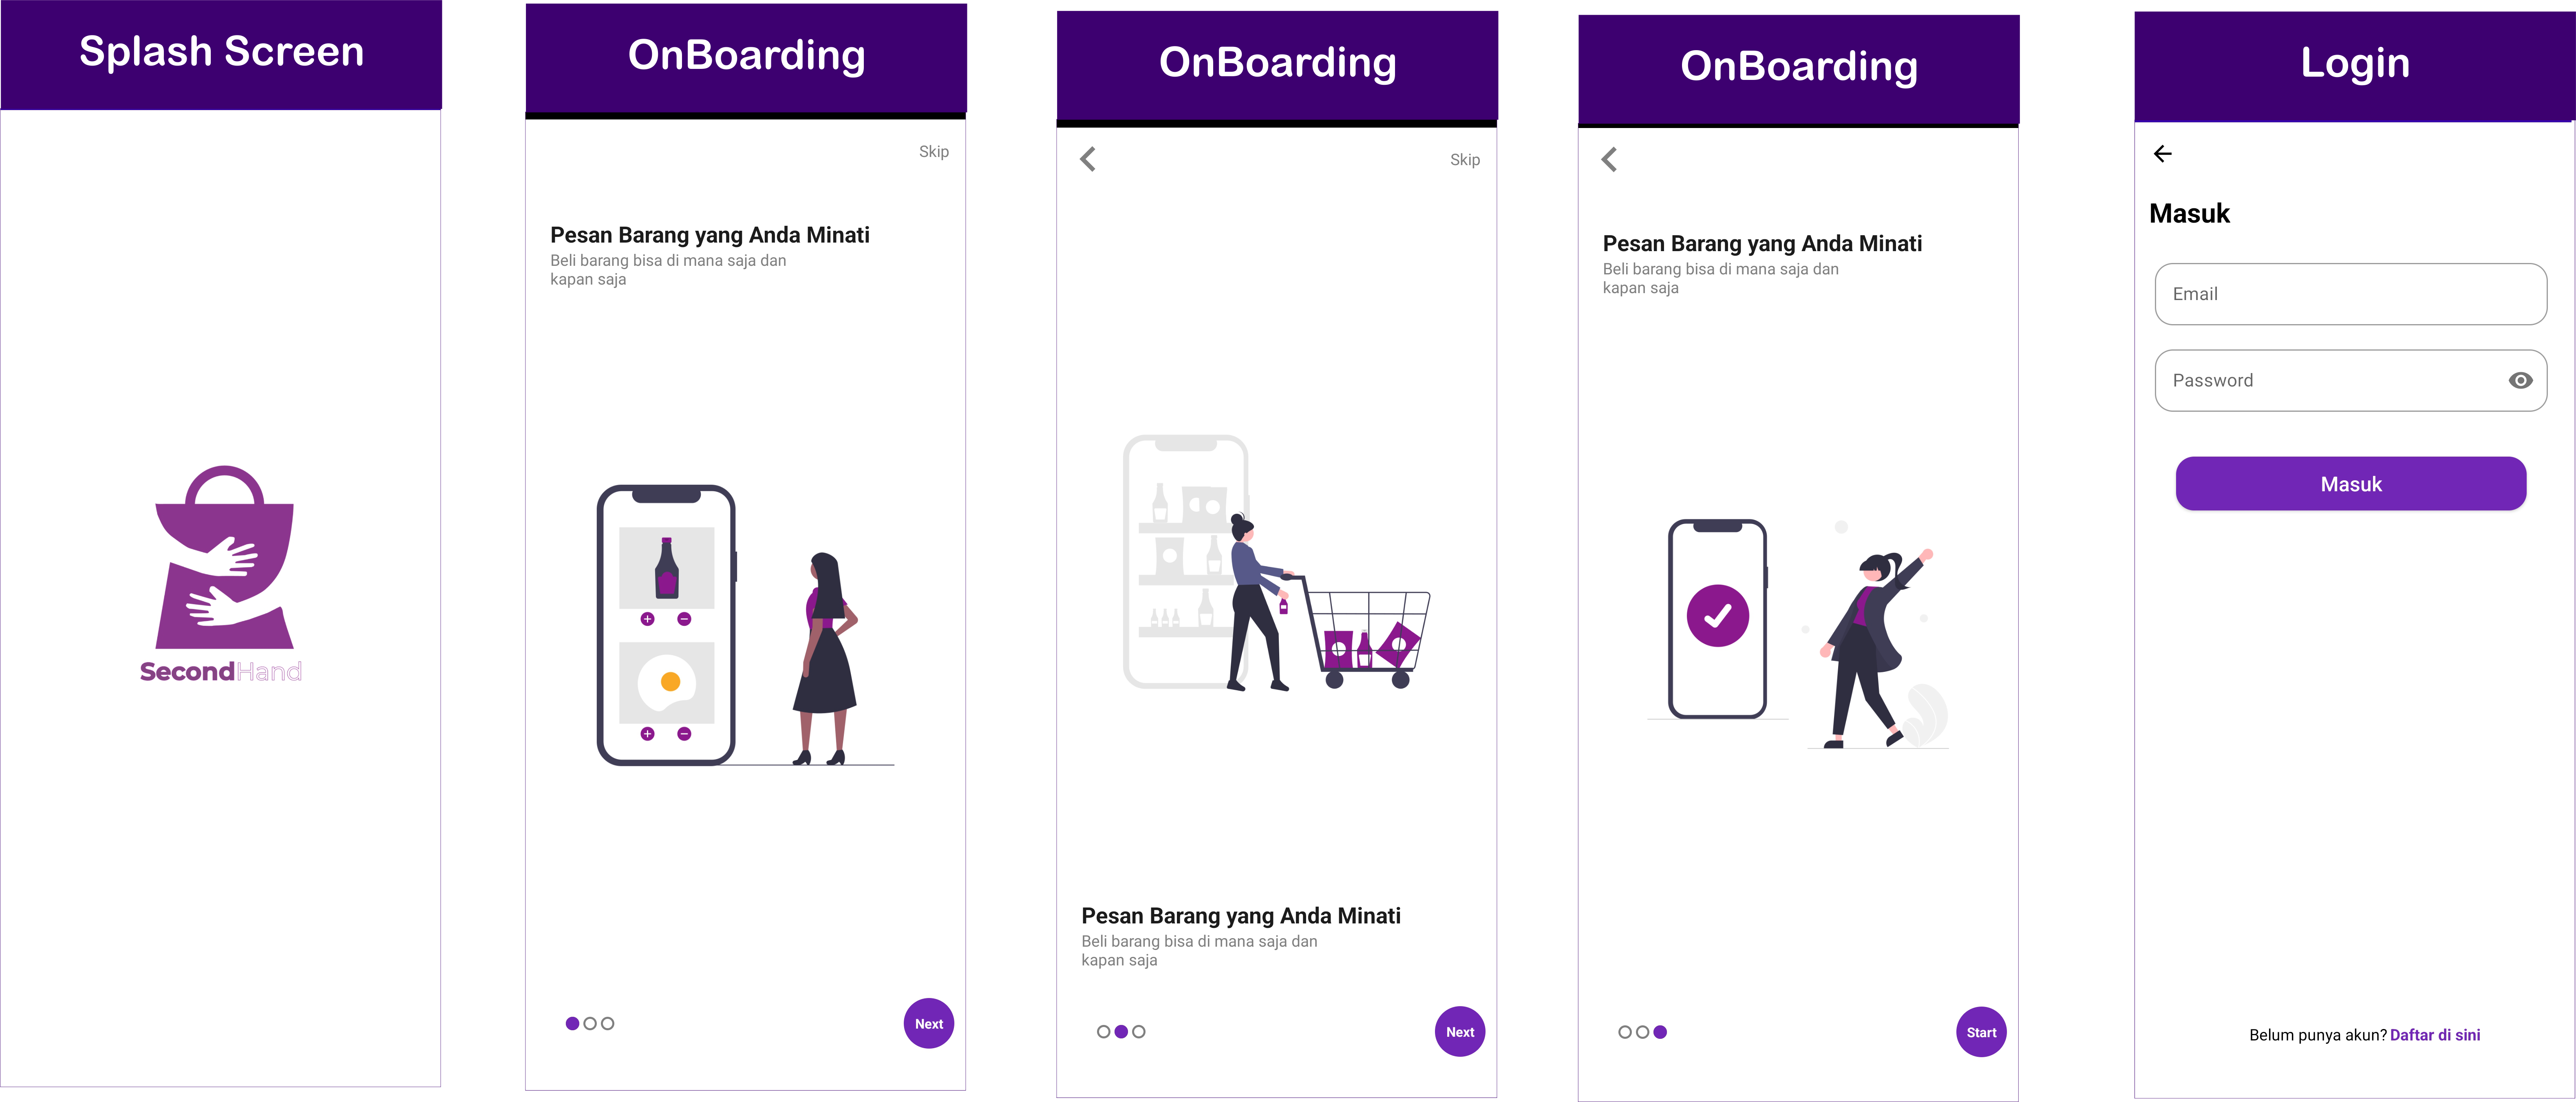 Splash Screen
SecondHand
OnBoarding
Skip
Pesan Barang yang Anda Minati
Beli barang bisa di mana saja dan
kapan saja
Next
OnBoarding
Skip
Pesan Barang yang Anda Minati
Beli barang bisa di mana saja dan
kapan saja
Next
OnBoarding
Pesan Barang yang Anda Minati
Beli barang bisa di mana saja dan
kapan saja
Start
Login
Masuk
Email
Password
Masuk
Belum punya akun? Daftar di sini